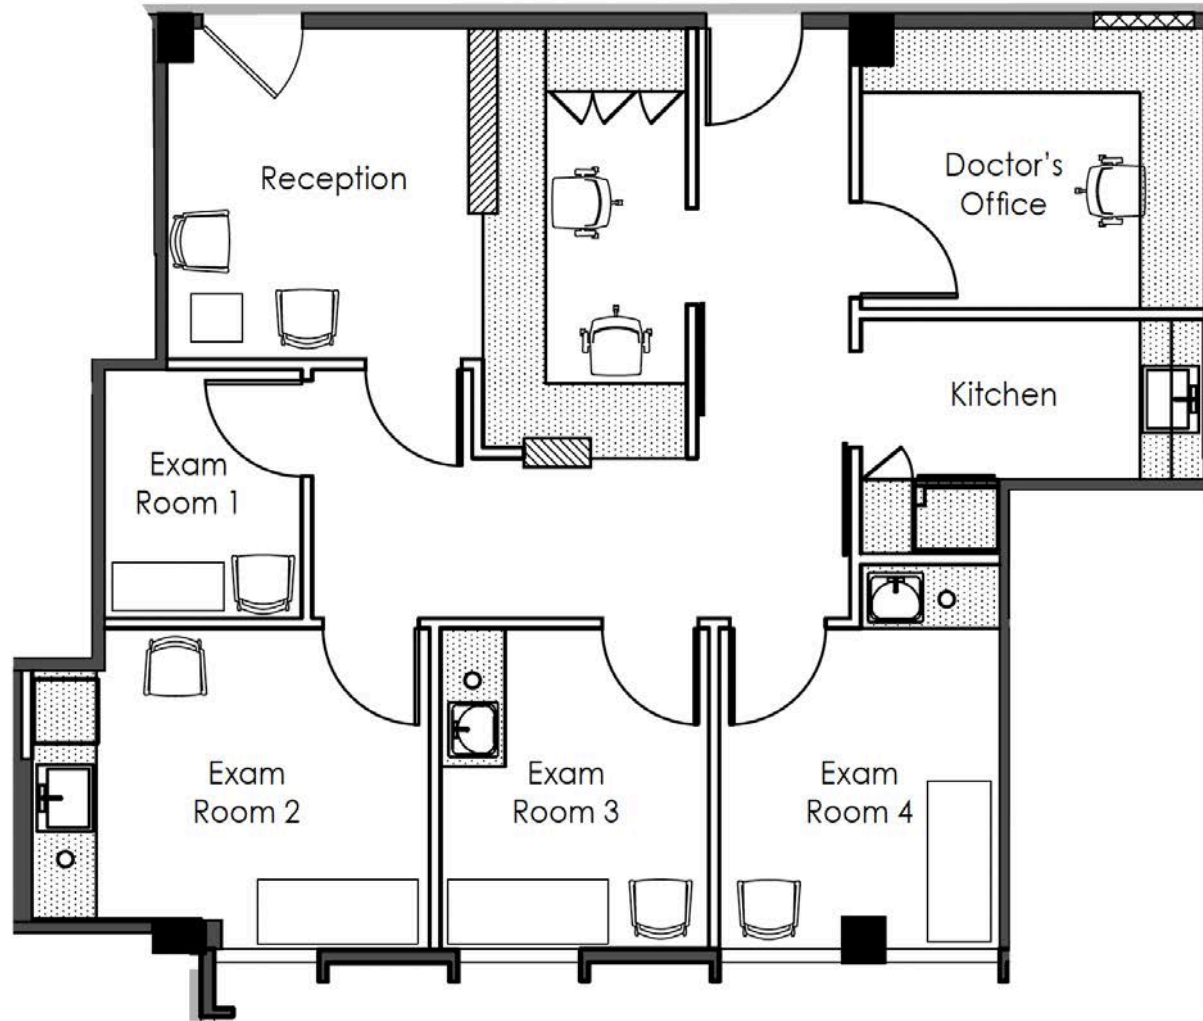 Reception
Doctor's
Office
Kitchen
Exam
Room 1
Exam
Room 2
Exam
Room 3
Exam
Room 4